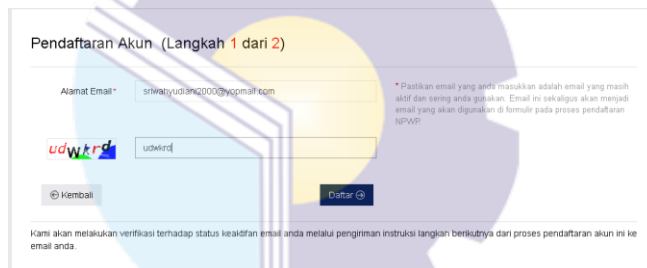 Pendaftaran Akun (Langkah 1 dari 2)
Alamat Email *
sriwahyudiani2000@yopmail.com
* Pastikan email yang anda masukkan adalah email yang masih
aktif dan sering anda gunakan. Email ini sekaligus akan menjadi
email yang akan digunakan di formulir pada proses pendaftaran
NPWP.
udwkrd
udwkrd
Kembali
Daftar
Kami akan melakukan verifikasi terhadap status keaktifan email anda melalui pengiriman instruksi langkan berikutnya dari proses pendaftaran akun ini ke
email anda.